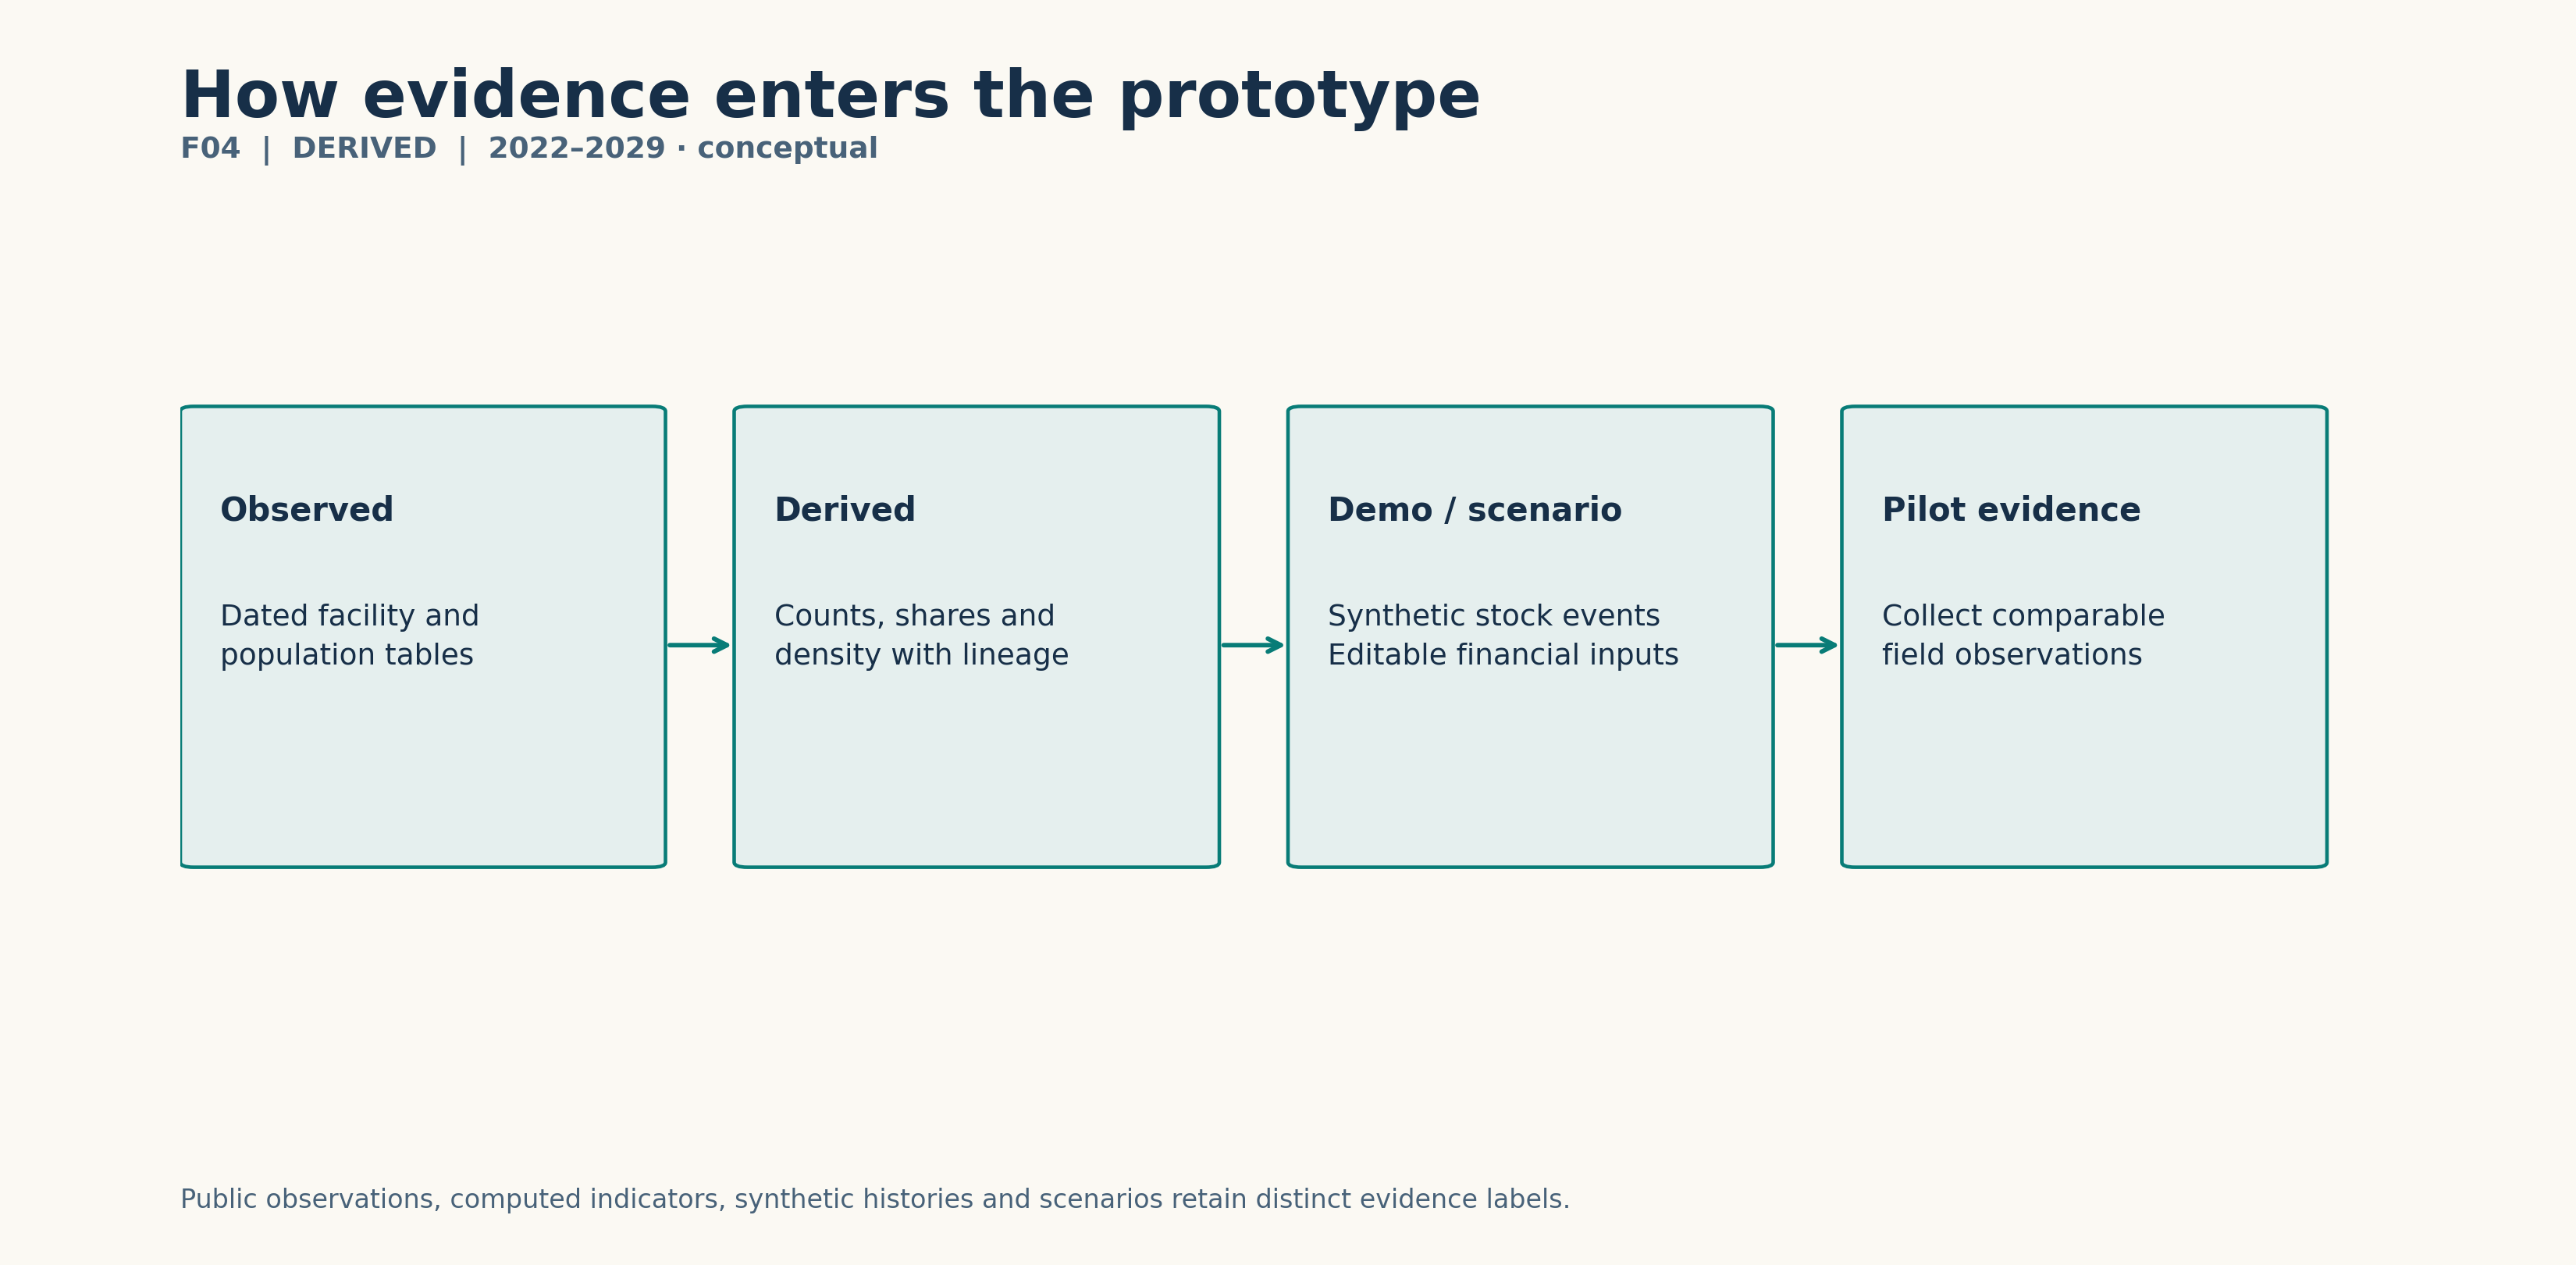 How evidence enters the prototype
F04 | DERIVED | 2022–2029 · conceptual
Observed
Dated facility and
population tables
Derived
Counts, shares and
density with lineage
Demo / scenario
Synthetic stock events
Editable financial inputs
Pilot evidence
Collect comparable
field observations
Public observations, computed indicators, synthetic histories and scenarios retain distinct evidence labels.